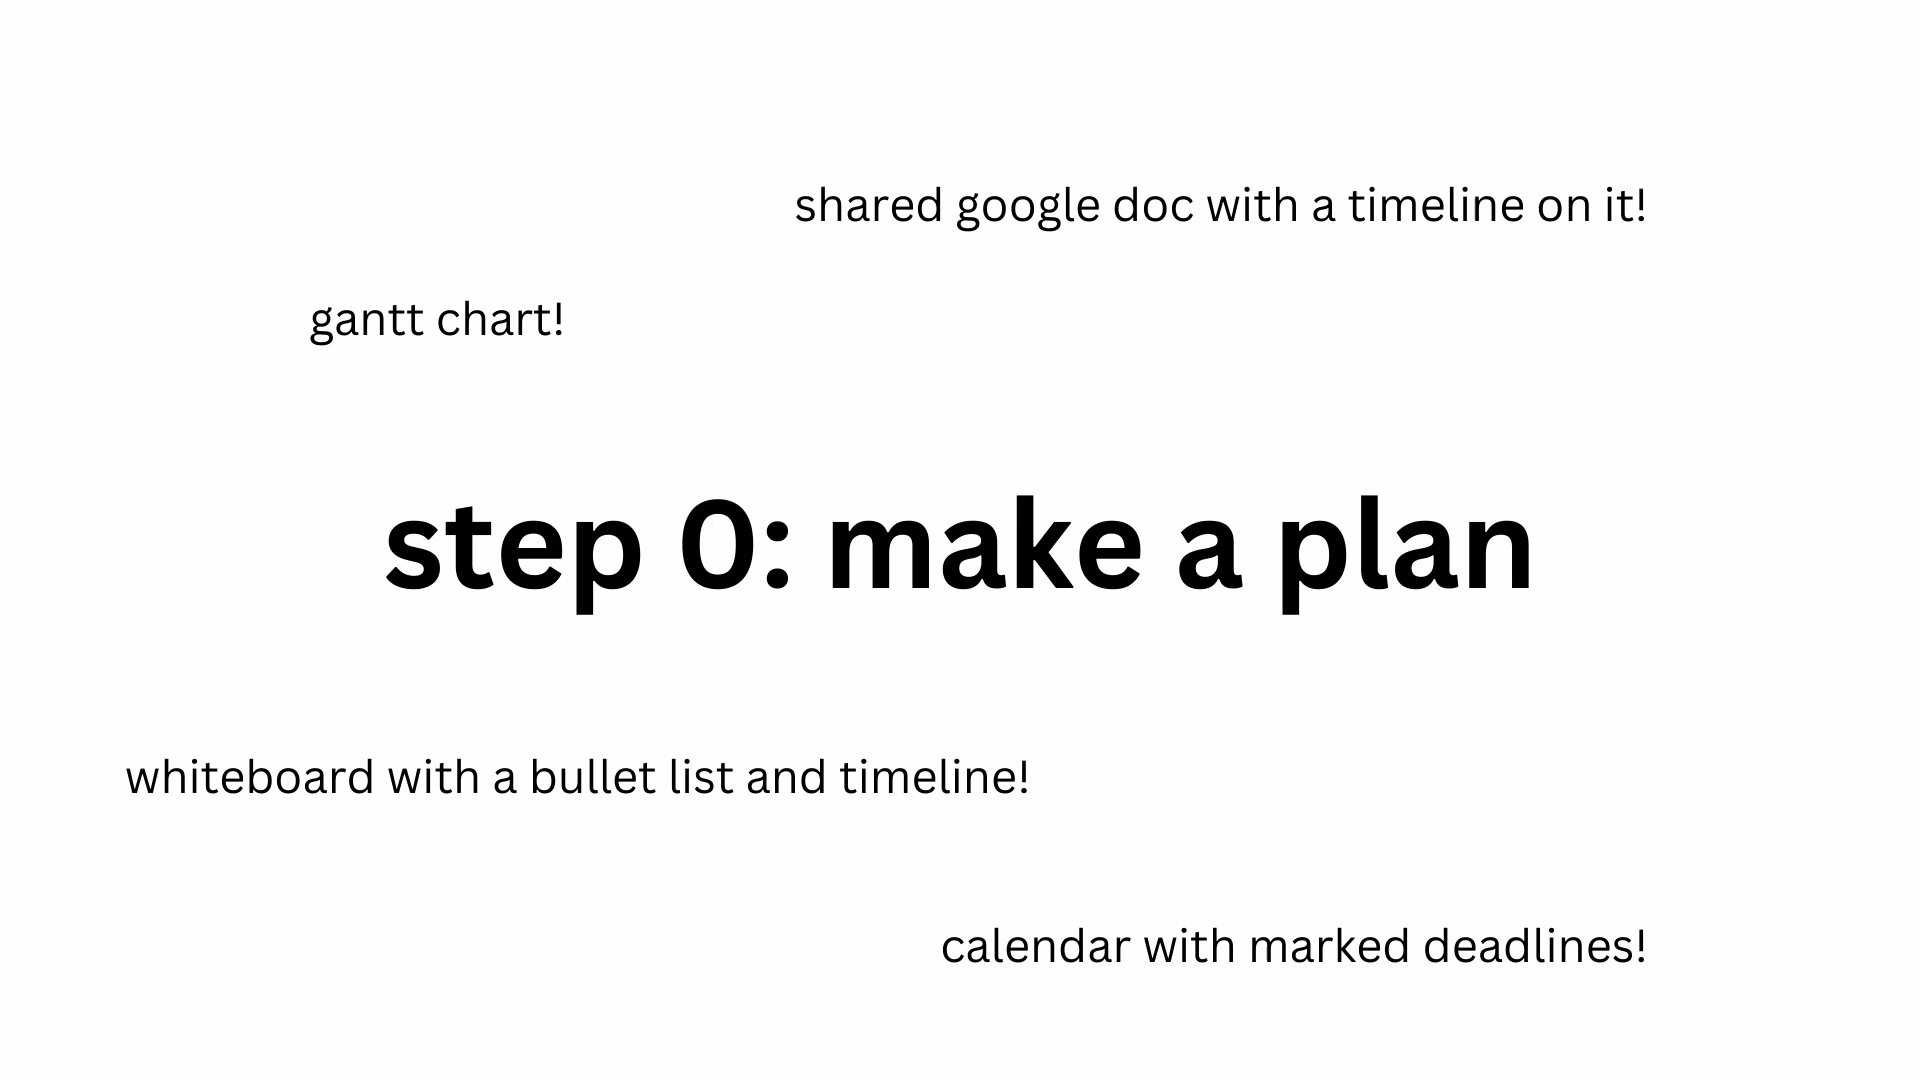 shared google doc with a timeline on it!
gantt chart!
step 0: make a plan
whiteboard with a bullet list and timeline!
calendar with marked deadlines!